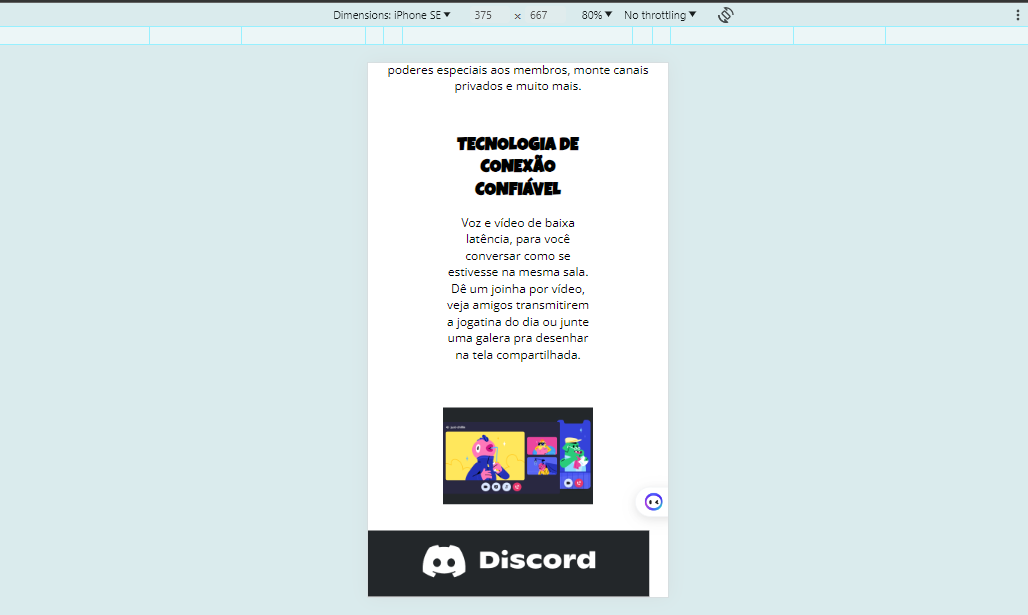 Dimensions: iPhone SE 375 x 667 80% No throttling
poderes especiais aos membros, monte canais
privados e muito mais.
TECNOLOGIA DE
CONEXÃO
CONFIÁVEL
Voz e vídeo de baixa
latência, para você
conversar como se
estivesse na mesma sala.
Dê um joinha por vídeo,
veja amigos transmitirem
a jogatina do dia ou junte
uma galera pra desenhar
na tela compartilhada.
Discord